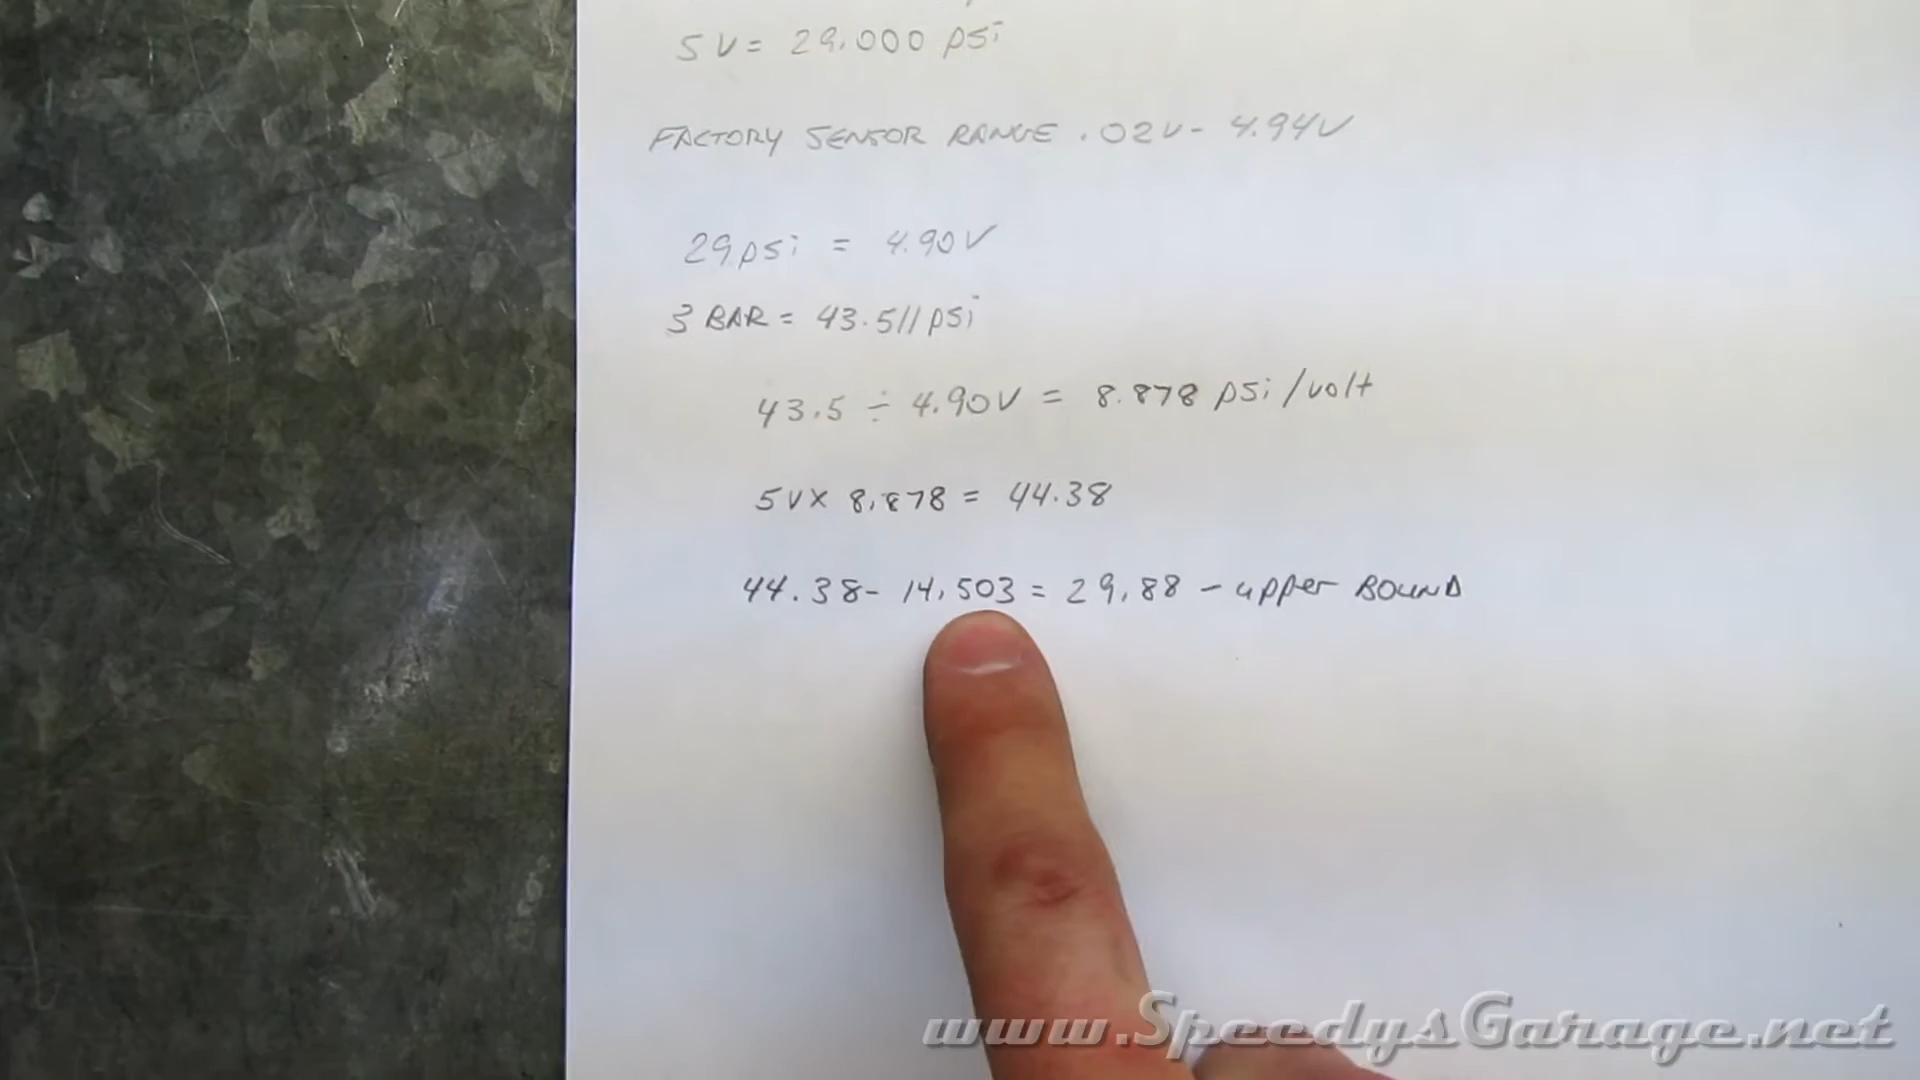 5V = 29.000 psi
FACTORY SENSOR RANGE .02V - 4.94V
29psi = 4.90V
3 BAR = 43.511 psi
43.5 ÷ 4.90V = 8.878 psi/volt
5V x 8.878 = 44.38
44.38 - 14.503 = 29.88 - upper BOUND
www.SpeedysGarage.net